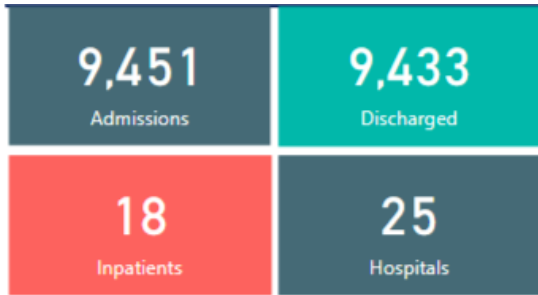 9,451
Admissions
9,433
Discharged
18
Inpatients
25
Hospitals